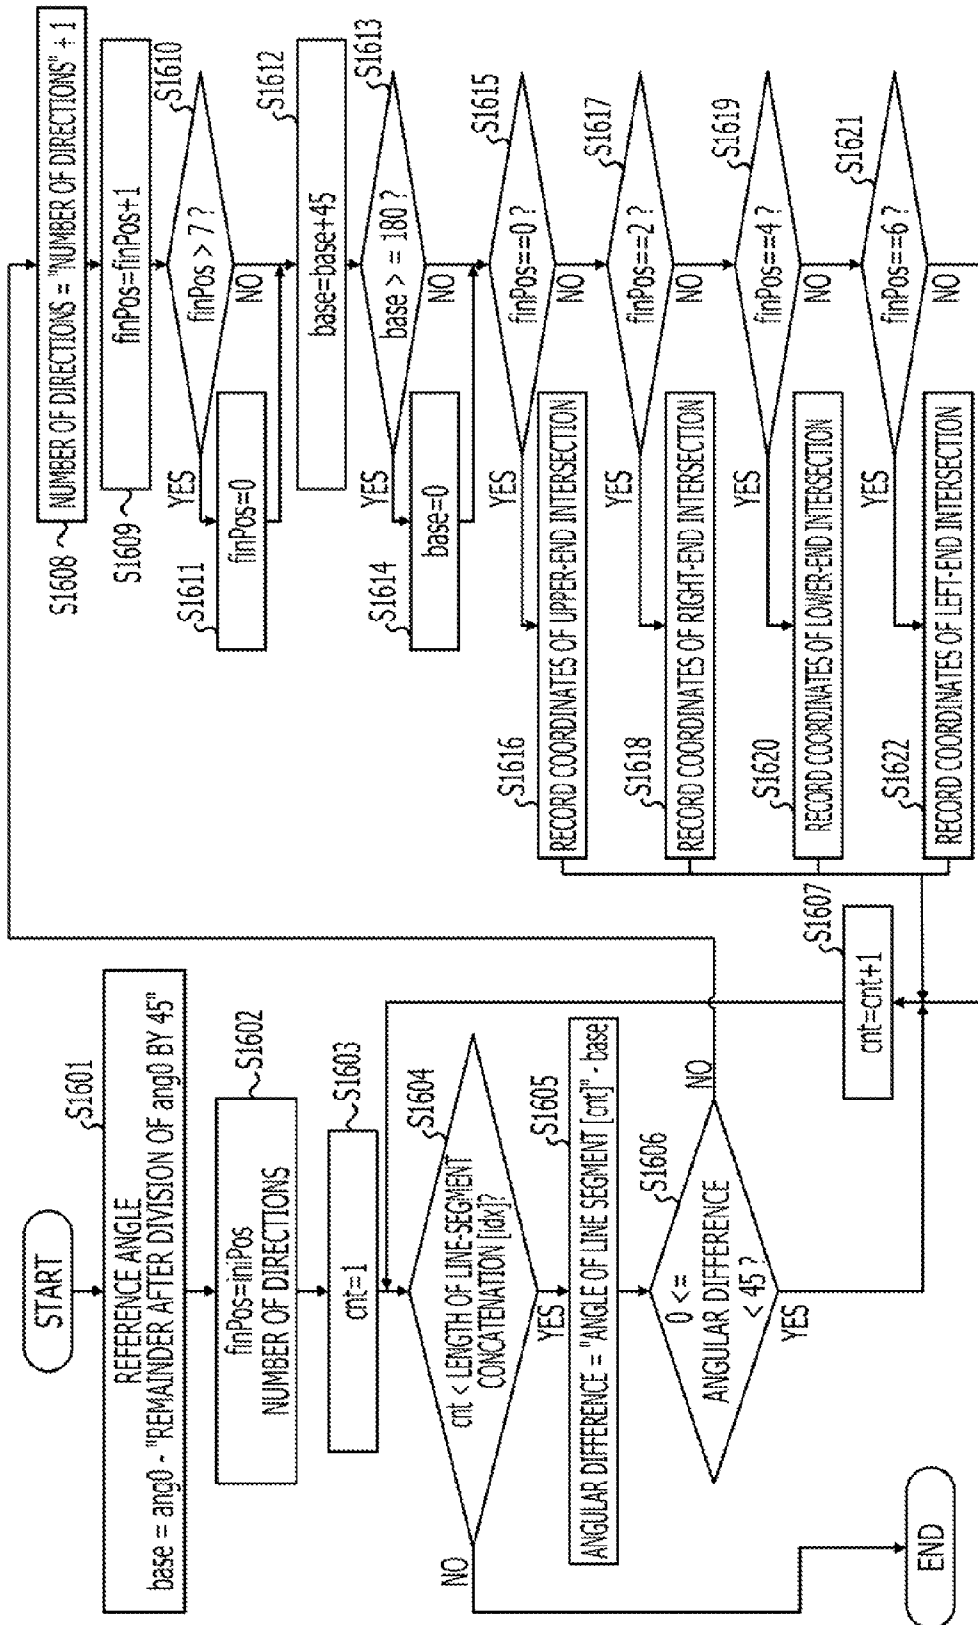 START
S1601
REFERENCE ANGLE
base = ang0 - "REMAINDER AFTER DIVISION OF ang0 BY 45"
S1602
finPos=iniPos
NUMBER OF DIRECTIONS
S1603
cnt=1
S1604
cnt < LENGTH OF LINE-SEGMENT
CONCATENATION [idx]?
NO
YES
S1605
ANGULAR DIFFERENCE = "ANGLE OF LINE SEGMENT [cnt]" - base
S1606
0 <=
ANGULAR DIFFERENCE
< 45 ?
NO
YES
S1607
cnt=cnt+1
END
S1608
NUMBER OF DIRECTIONS = "NUMBER OF DIRECTIONS" + 1
S1609
finPos=finPos+1
S1610
finPos > 7 ?
YES
NO
S1611
finPos=0
S1612
base=base+45
S1613
base > = 180 ?
YES
NO
S1614
base=0
S1615
finPos==0 ?
YES
NO
S1616
RECORD COORDINATES OF UPPER-END INTERSECTION
S1617
finPos==2 ?
YES
NO
S1618
RECORD COORDINATES OF RIGHT-END INTERSECTION
S1619
finPos==4 ?
YES
NO
S1620
RECORD COORDINATES OF LOWER-END INTERSECTION
S1621
finPos==6 ?
YES
NO
S1622
RECORD COORDINATES OF LEFT-END INTERSECTION